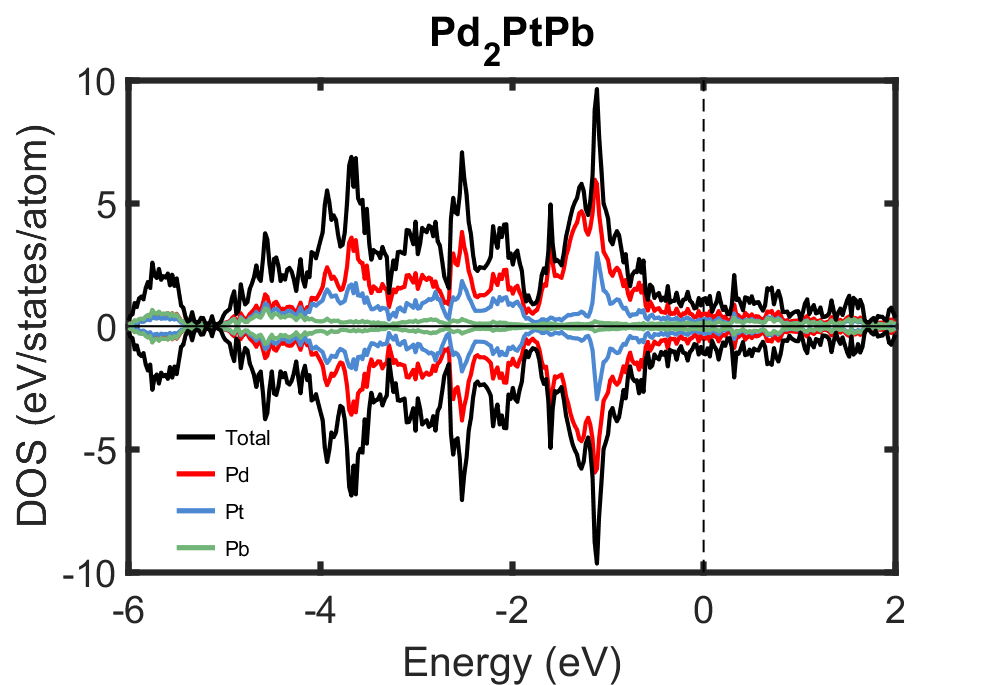 Pd2PtPb
DOS (eV/states/atom)
10
5
0
-5
-10
Total
Pd
Pt
Pb
-6 -4 -2 0 2
Energy (eV)